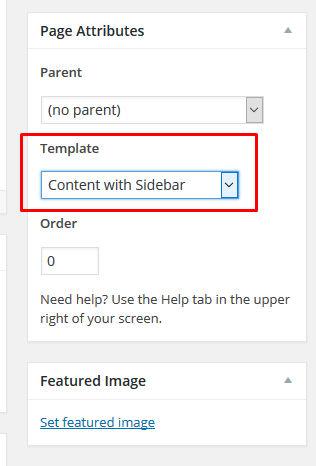 Page Attributes
Parent
(no parent)
Template
Content with Sidebar
Order
0
Need help? Use the Help tab in the upper
right of your screen.
Featured Image
Set featured image